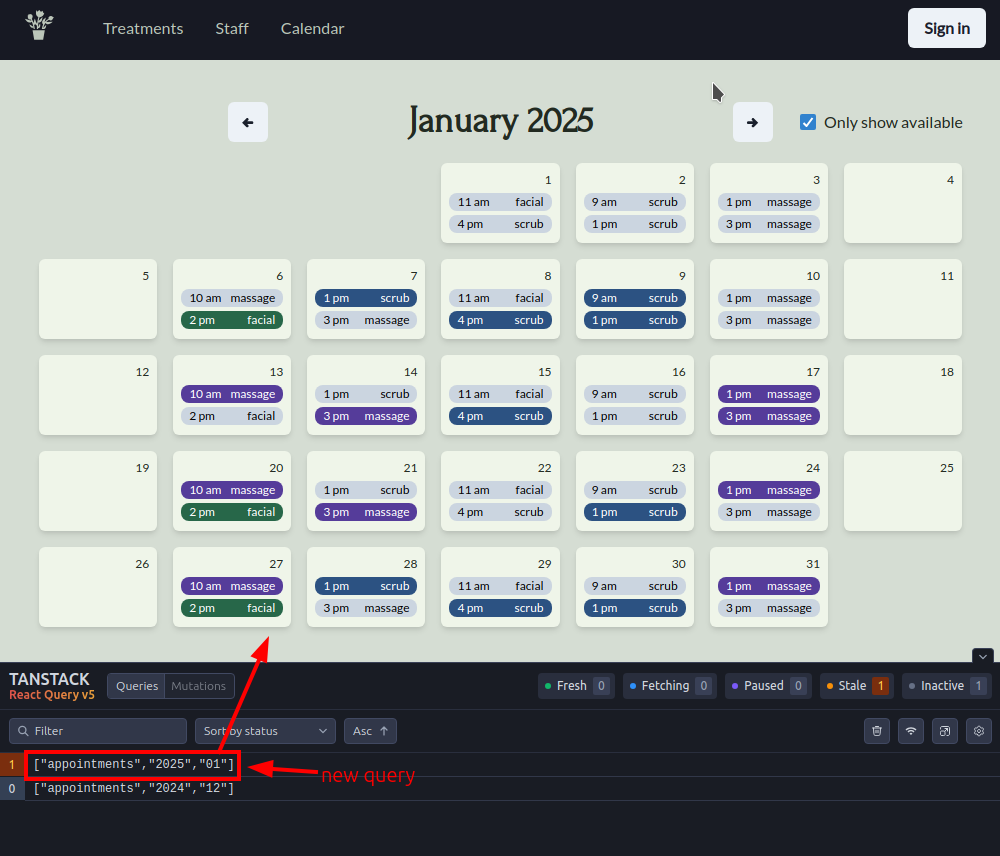 Treatments Staff Calendar Sign in
January 2025 Only show available
1 2 3 4
11 am facial 9 am scrub 1 pm massage
4 pm scrub 1 pm scrub 3 pm massage
5 6 7 8 9 10 11
10 am massage 1 pm scrub 11 am facial 9 am scrub 1 pm massage
2 pm facial 3 pm massage 4 pm scrub 1 pm scrub 3 pm massage
12 13 14 15 16 17 18
10 am massage 1 pm scrub 11 am facial 9 am scrub 1 pm massage
2 pm facial 3 pm massage 4 pm scrub 1 pm scrub 3 pm massage
19 20 21 22 23 24 25
10 am massage 1 pm scrub 11 am facial 9 am scrub 1 pm massage
2 pm facial 3 pm massage 4 pm scrub 1 pm scrub 3 pm massage
26 27 28 29 30 31
10 am massage 1 pm scrub 11 am facial 9 am scrub 1 pm massage
2 pm facial 3 pm massage 4 pm scrub 1 pm scrub 3 pm massage
TANSTACK
React Query v5 Queries Mutations Fresh 0 Fetching 0 Paused 0 Stale 1 Inactive 1
Filter Sort by status Asc
1 ["appointments","2025","01"]
new query
0 ["appointments","2024","12"]